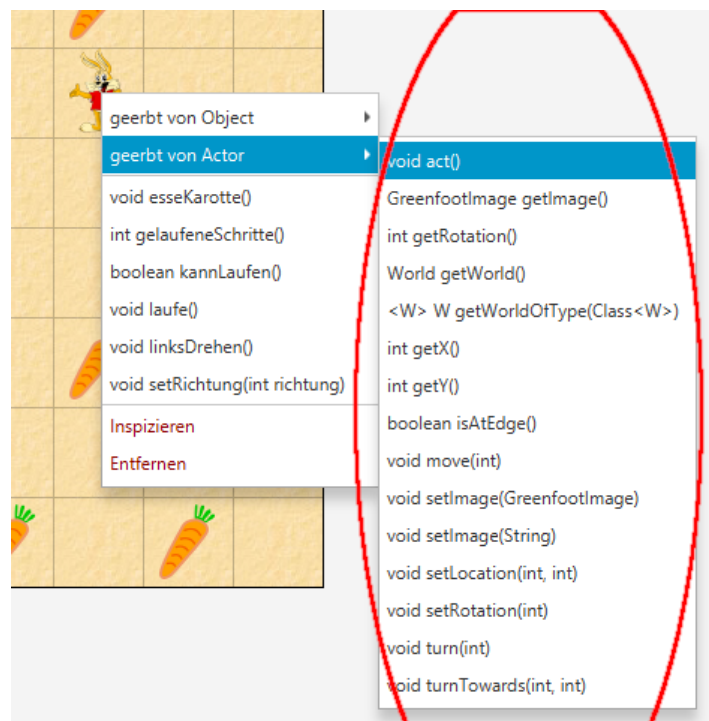 geerbt von Object
geerbt von Actor
void esseKarotte()
int gelaufeneSchritte()
boolean kannLaufen()
void laufe()
void linksDrehen()
void setRichtung(int richtung)
Inspizieren
Entfernen
void act()
GreenfootImage getImage()
int getRotation()
World getWorld()
<W> W getWorldOfType(Class<W>)
int getX()
int getY()
boolean isAtEdge()
void move(int)
void setImage(GreenfootImage)
void setImage(String)
void setLocation(int, int)
void setRotation(int)
void turn(int)
void turnTowards(int, int)